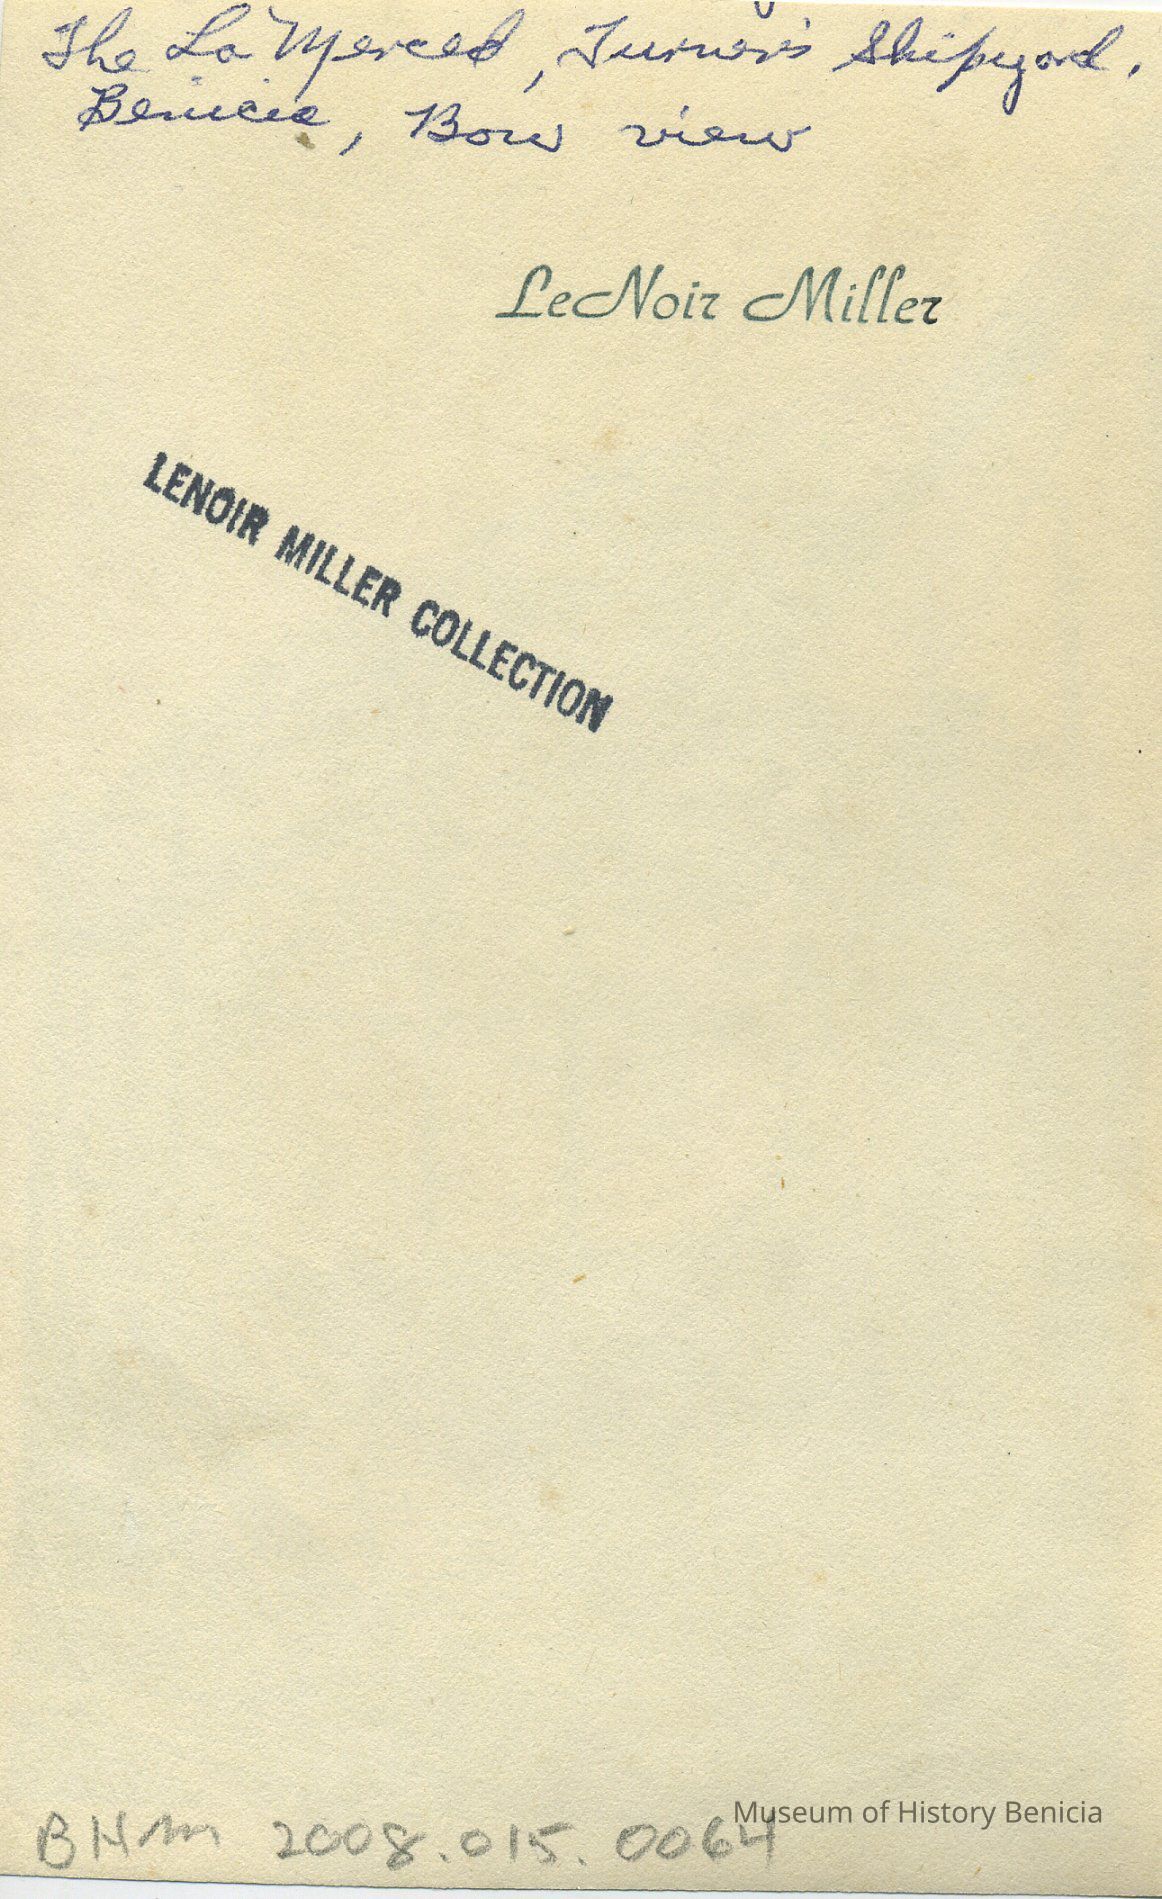 The La Merced, Turner's Shipyard.
Benicia, Bow view
LeNoir Miller
LENOIR MILLER COLLECTION
Museum of History Benicia
BHM 2008.015.0064